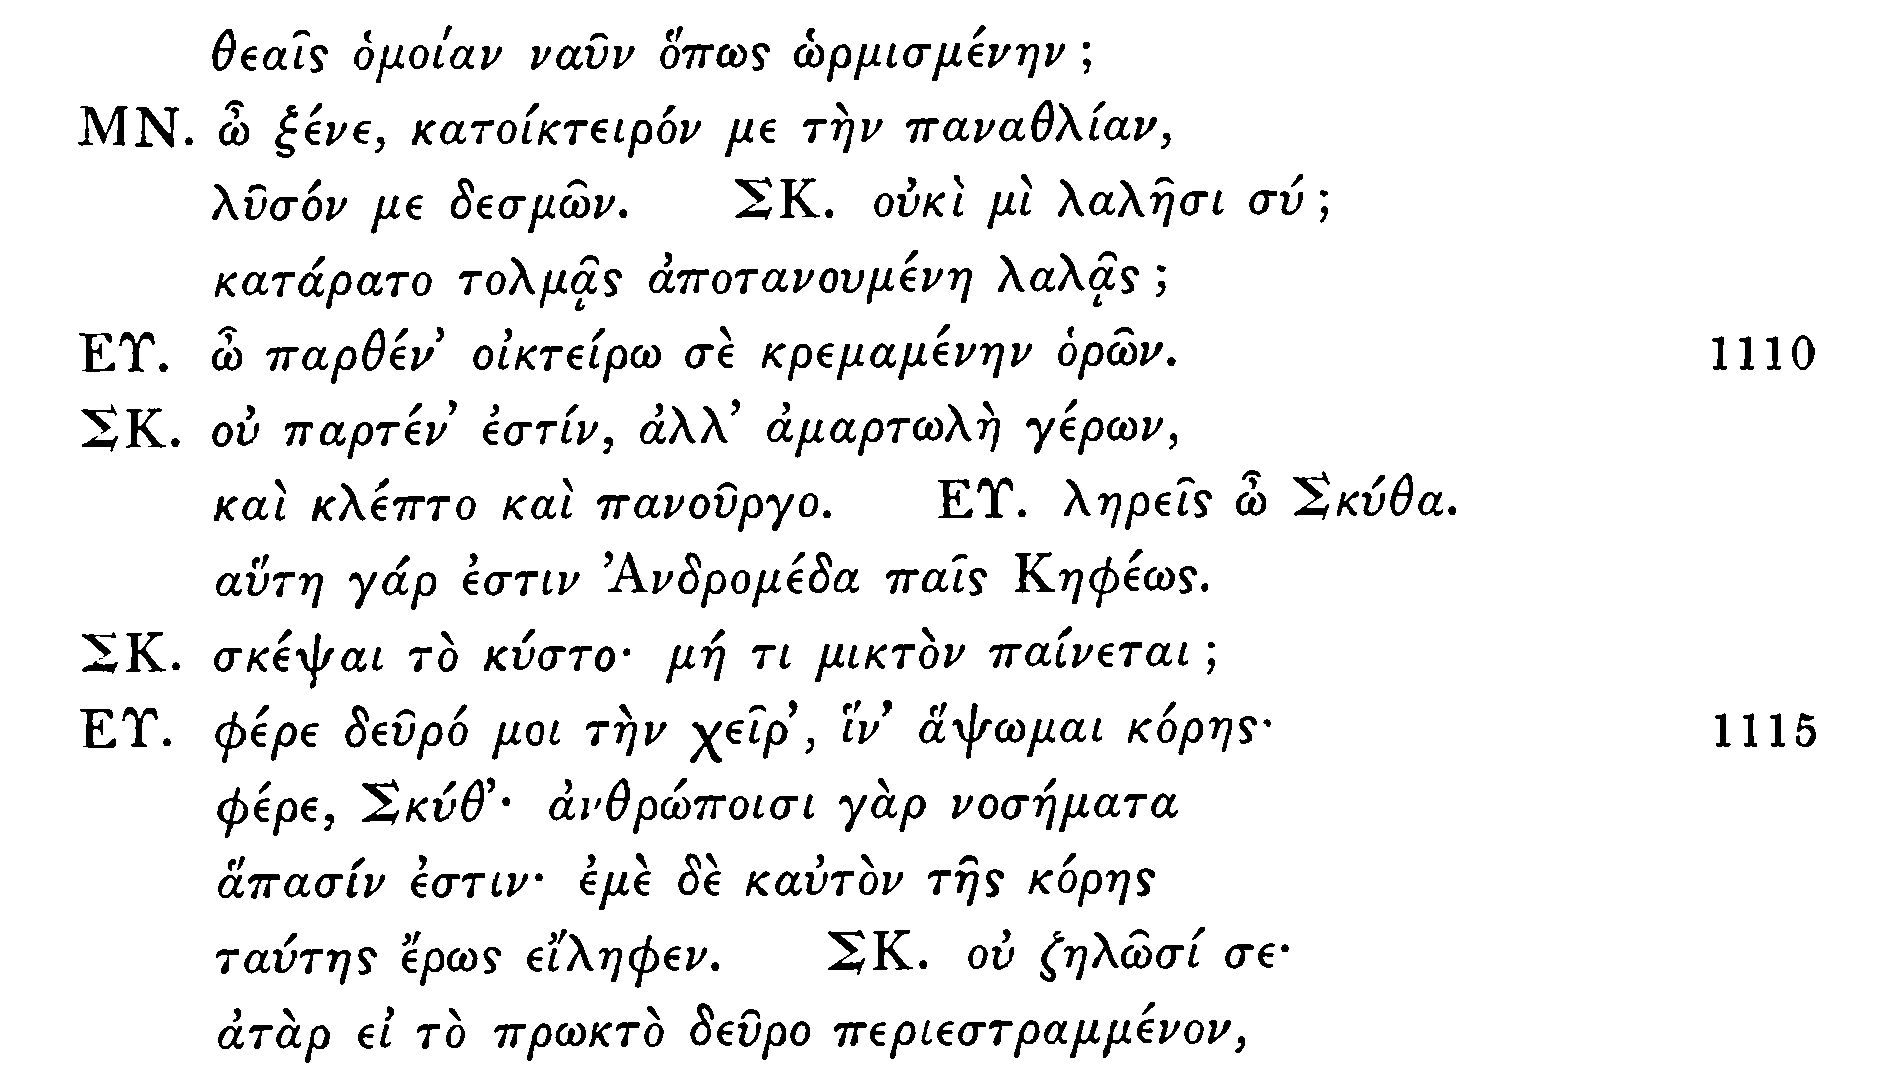 θεαῖς ὁμοίαν ναῦν ὅπως ὡρμισμένην;
ΜΝ. ὦ ξένε, κατοίκτειρόν με τὴν παναθλίαν,
λῦσόν με δεσμῶν. ΣΚ. οὐκὶ μὶ λαλῆσι σύ;
κατάρατο τολμᾷς ἀποτανουμένη λαλᾷς;
ΕΥ. ὦ παρθέν’ οἰκτείρω σὲ κρεμαμένην ὁρῶν. 1110
ΣΚ. οὐ παρτέν’ ἐστίν, ἀλλ’ ἀμαρτωλὴ γέρων,
καὶ κλέπτο καὶ πανοῦργο. ΕΥ. ληρεῖς ὦ Σκύθα.
αὕτη γάρ ἐστιν Ἀνδρομέδα παῖς Κηφέως.
ΣΚ. σκέψαι τὸ κύστο· μή τι μικτὸν παίνεται;
ΕΥ. φέρε δεῦρό μοι τὴν χεῖρ’, ἵν’ ἅψωμαι κόρης· 1115
φέρε, Σκύθ’· ἀνθρώποισι γὰρ νοσήματα
ἅπασίν ἐστιν· ἐμὲ δὲ καὐτὸν τῆς κόρης
ταύτης ἔρως εἴληφεν. ΣΚ. οὐ ζηλῶσί σε·
ἀτὰρ εἰ τὸ πρωκτὸ δεῦρο περιεστραμμένον,